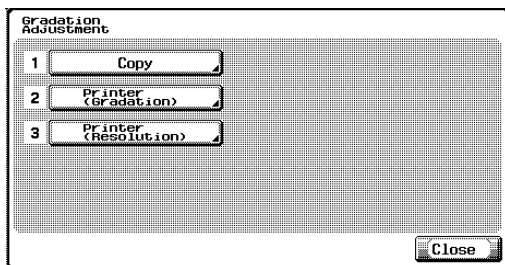 Gradation
Adjustment
1 Copy
2 Printer
(Gradation)
3 Printer
(Resolution)
Close